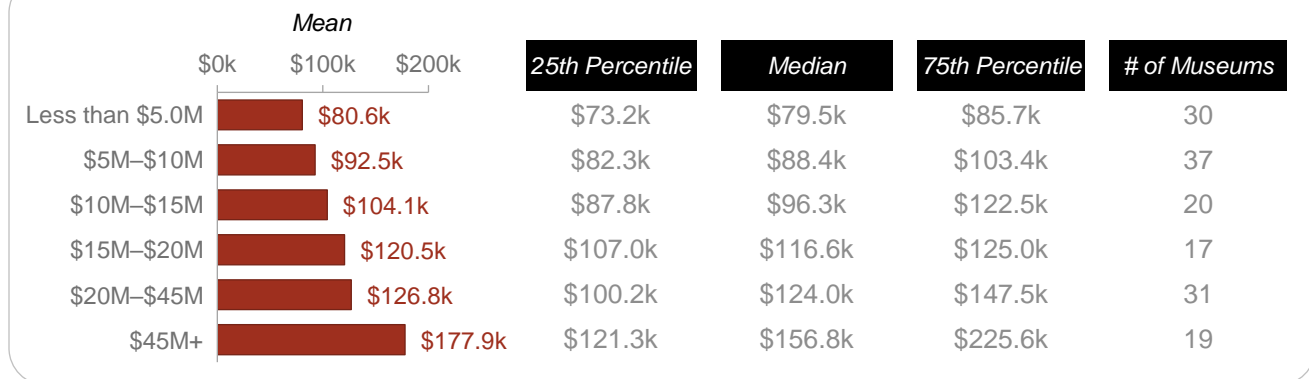 Mean
$0k $100k $200k 25th Percentile Median 75th Percentile # of Museums
Less than $5.0M $80.6k $73.2k $79.5k $85.7k 30
$5M–$10M $92.5k $82.3k $88.4k $103.4k 37
$10M–$15M $104.1k $87.8k $96.3k $122.5k 20
$15M–$20M $120.5k $107.0k $116.6k $125.0k 17
$20M–$45M $126.8k $100.2k $124.0k $147.5k 31
$45M+ $177.9k $121.3k $156.8k $225.6k 19